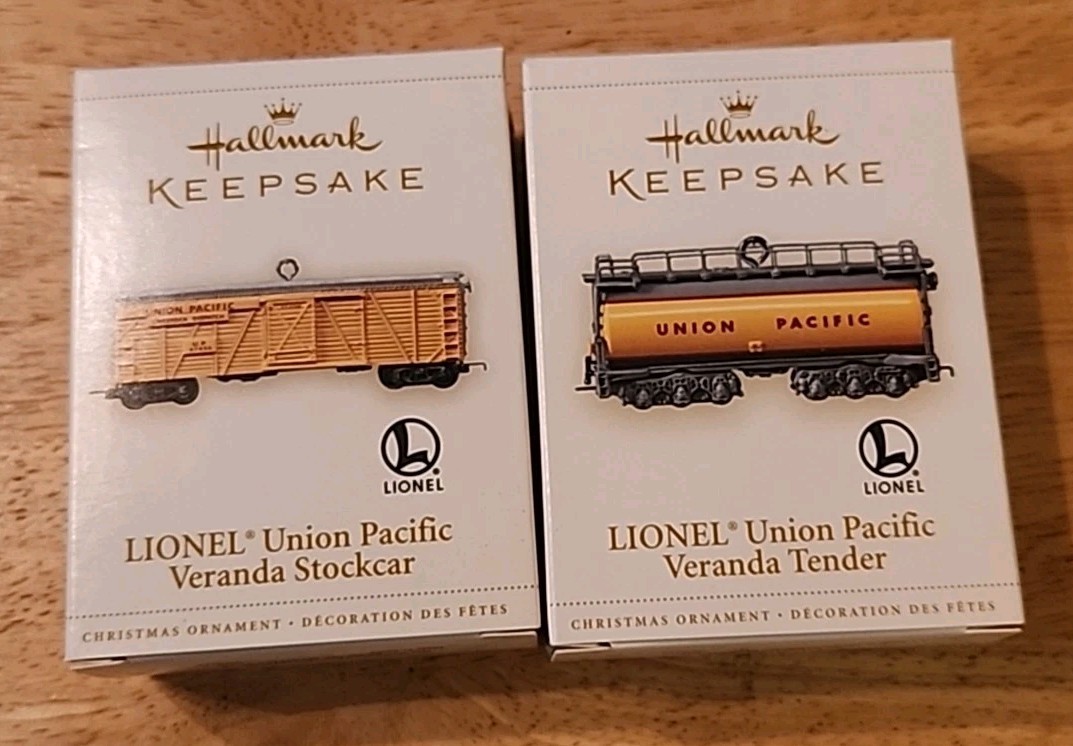 Hallmark
KEEPSAKE
UNION PACIFIC
LIONEL
LIONEL® Union Pacific
Veranda Stockcar
CHRISTMAS ORNAMENT • DÉCORATION DES FÊTES
Hallmark
KEEPSAKE
UNION PACIFIC
L
LIONEL
LIONEL® Union Pacific
Veranda Tender
CHRISTMAS ORNAMENT • DÉCORATION DES FÊTES